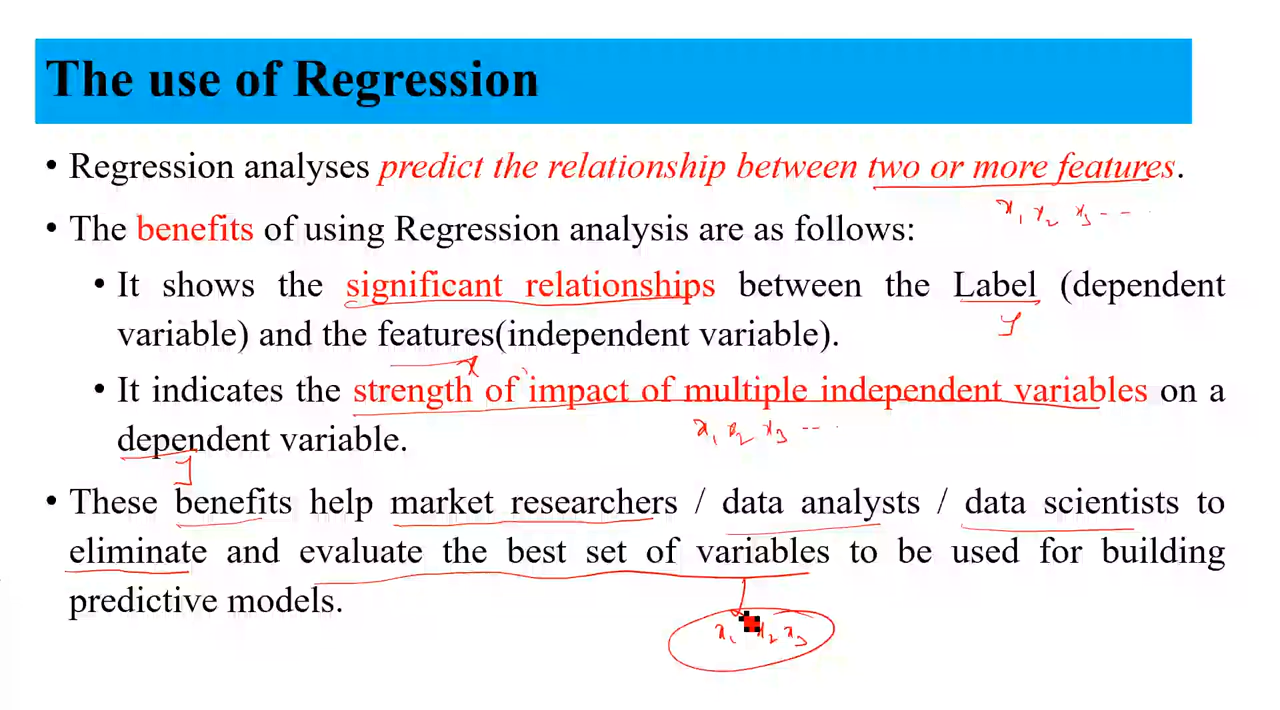 The use of Regression
• Regression analyses predict the relationship between two or more features.
x₁ x₂ x₃ -- .
• The benefits of using Regression analysis are as follows:
• It shows the significant relationships between the Label (dependent
y
variable) and the features(independent variable).
x
• It indicates the strength of impact of multiple independent variables on a
x₁ x₂ x₃ -- .
dependent variable.
y
• These benefits help market researchers / data analysts / data scientists to
eliminate and evaluate the best set of variables to be used for building
predictive models.
x₁ x₂ x₃